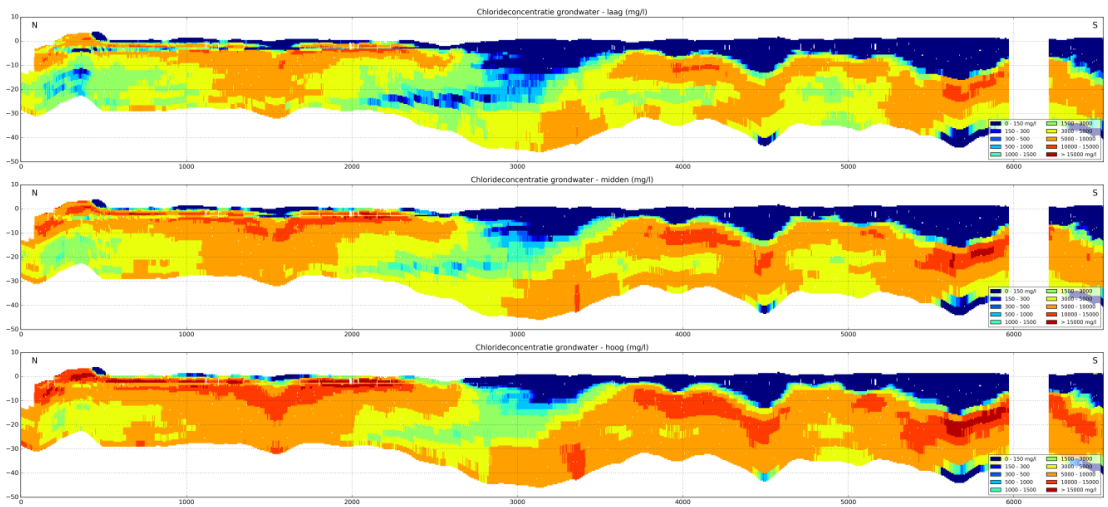 Chlorideconcentratie grondwater - laag (mg/l)
N S
10
0
−10
−20
−30
−40
−50
0 1000 2000 3000 4000 5000 6000
0 - 150 mg/l 1500 - 3000
150 - 300 3000 - 5000
300 - 500 5000 - 10000
500 - 1000 10000 - 15000
1000 - 1500 > 15000 mg/l
Chlorideconcentratie grondwater - midden (mg/l)
N S
10
0
−10
−20
−30
−40
−50
0 1000 2000 3000 4000 5000 6000
0 - 150 mg/l 1500 - 3000
150 - 300 3000 - 5000
300 - 500 5000 - 10000
500 - 1000 10000 - 15000
1000 - 1500 > 15000 mg/l
Chlorideconcentratie grondwater - hoog (mg/l)
N S
10
0
−10
−20
−30
−40
−50
0 1000 2000 3000 4000 5000 6000
0 - 150 mg/l 1500 - 3000
150 - 300 3000 - 5000
300 - 500 5000 - 10000
500 - 1000 10000 - 15000
1000 - 1500 > 15000 mg/l